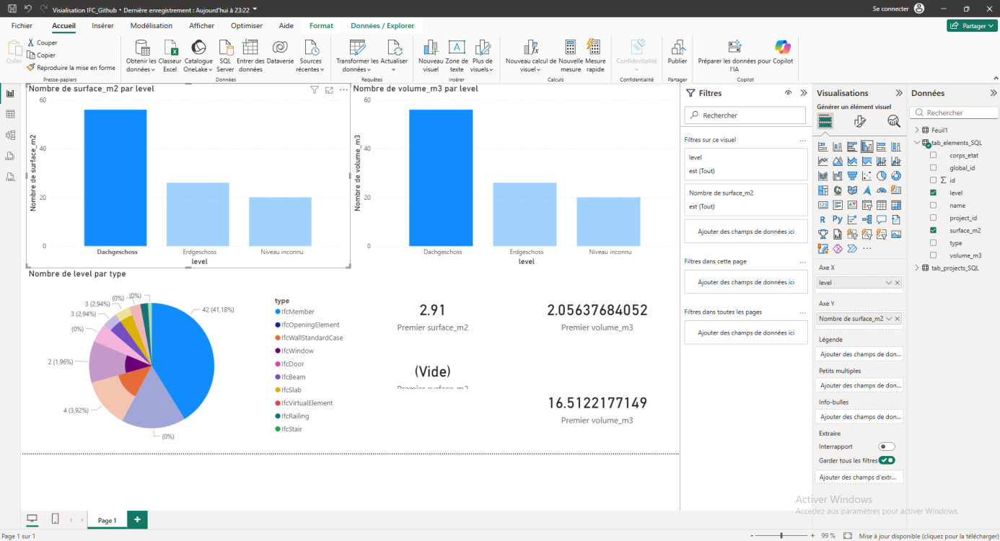 Visialisation IFC_Github • Dernière enregistrement : Aujourd'hui à 23:22
Se connecter
Fichier
Accueil
Insérer
Modélisation
Afficher
Optimiser
Aide
Format
Données / Explorer
Partager
Coller
Couper
Copier
Reproduire la mise en forme
Presse-papiers
Obtenir les données
Classeur Excel
Catalogue OneLake
SQL Server
Entrer des données
Dataverse
Sources récentes
Données
Transformer les données
Actualiser
Requêtes
Nouveau visuel
Zone de texte
Plus de visuels
Insérer
Nouveau calcul de visuel
Nouvelle mesure
Mesure rapide
Calculs
Confidentialité
Confidentialité
Publier
Partager
Préparer les données pour l'IA
Copilot
Copilot
Nombre de surface_m2 par level
60
40
20
0
Nombre de surface_m2
Dachgeschoss
Erdgeschoss
Niveau inconnu
level
Nombre de volume_m3 par level
60
40
20
0
Nombre de volume_m3
Dachgeschoss
Erdgeschoss
Niveau inconnu
level
Nombre de level par type
42 (41,18%)
(0%)
4 (3,92%)
2 (1,96%)
(0%)
3 (2,94%)
3 (2,94%)
(0%)
(0%)
type
IfcMember
IfcOpeningElement
IfcWallStandardCase
IfcWindow
IfcDoor
IfcBeam
IfcSlab
IfcVirtualElement
IfcRailing
IfcStair
2.91
Premier surface_m2
2.05637684052
Premier volume_m3
(Vide)
Premier surface_m2
16.5122177149
Premier volume_m3
Filtres
Rechercher
Filtres sur ce visuel
level
est (Tout)
Nombre de surface_m2
est (Tout)
Ajouter des champs de données ici
Filtres dans cette page
Ajouter des champs de données ici
Filtres dans toutes les pages
Ajouter des champs de données ici
Visualisations
Générer un élément visuel
123
R
Py
Axe X
level
Axe Y
Nombre de surface_m2
Légende
Ajouter des champs de don...
Petits multiples
Ajouter des champs de don...
Info-bulles
Ajouter des champs de don...
Extraire
Interrapport
Garder tous les filtres
Ajouter des champs d'extr...
Données
Rechercher
Feuil1
tab_elements_SQL
corps_etat
global_id
id
level
name
project_id
surface_m2
type
volume_m3
tab_projects_SQL
Activer Windows
Accédez aux paramètres pour activer Windows.
Page 1
Page 1 sur 1
99 %
Mise à jour disponible (cliquez pour la télécharger)